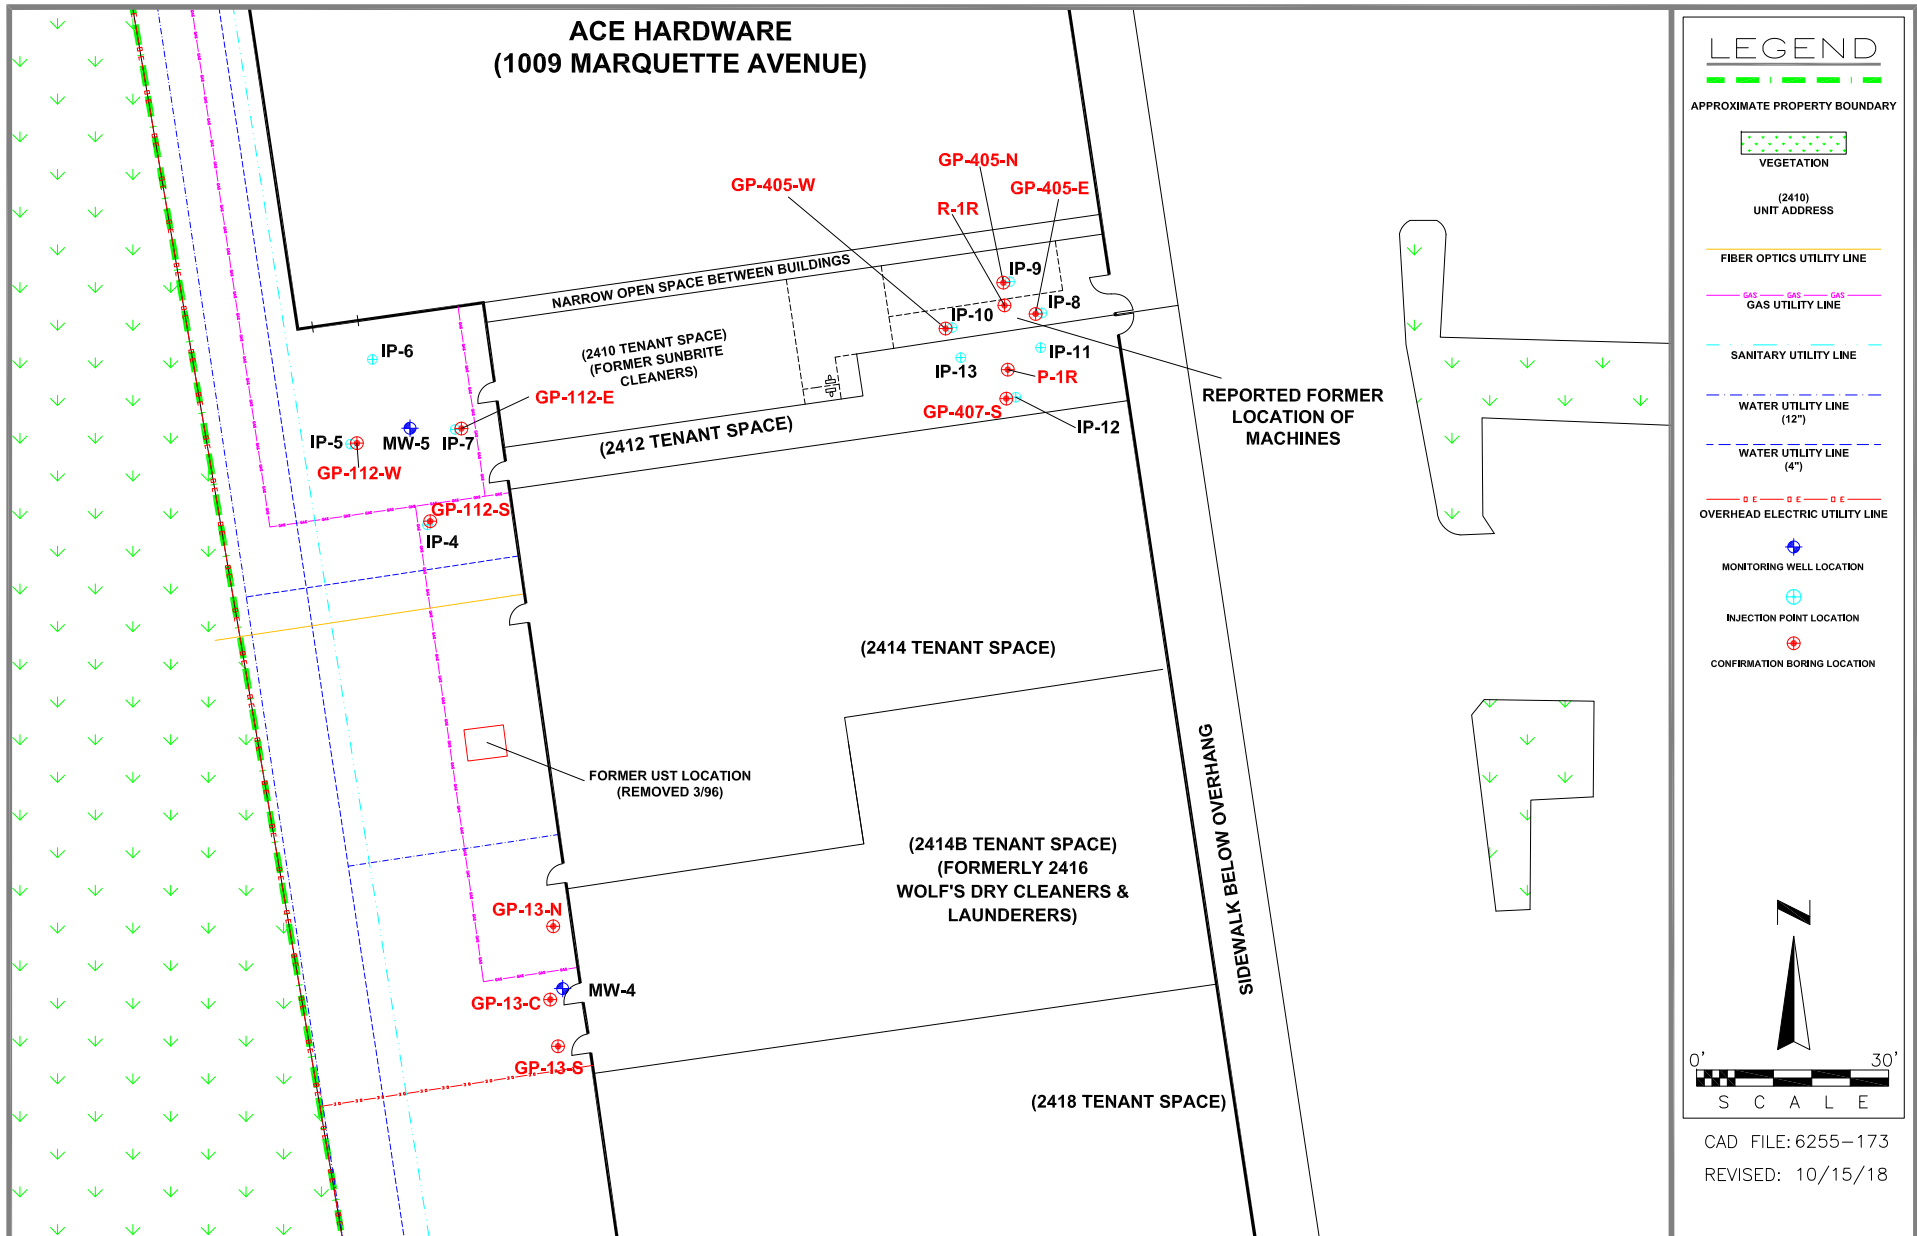 ACE HARDWARE
(1009 MARQUETTE AVENUE)
GP-405-N
GP-405-W
GP-405-E
R-1R
NARROW OPEN SPACE BETWEEN BUILDINGS
IP-9
IP-8
IP-10
IP-11
IP-13
P-1R
GP-407-S
IP-12
(2410 TENANT SPACE)
(FORMER SUNBRITE
CLEANERS)
IP-6
GP-112-E
IP-5
MW-5
IP-7
GP-112-W
(2412 TENANT SPACE)
REPORTED FORMER
LOCATION OF
MACHINES
GP-112-S
IP-4
(2414 TENANT SPACE)
FORMER UST LOCATION
(REMOVED 3/96)
(2414B TENANT SPACE)
(FORMERLY 2416
WOLF'S DRY CLEANERS &
LAUNDERERS)
SIDEWALK BELOW OVERHANG
GP-13-N
MW-4
GP-13-C
GP-13-S
(2418 TENANT SPACE)
LEGEND
APPROXIMATE PROPERTY BOUNDARY
VEGETATION
(2410)
UNIT ADDRESS
FIBER OPTICS UTILITY LINE
GAS GAS GAS
GAS UTILITY LINE
SANITARY UTILITY LINE
WATER UTILITY LINE
(12")
WATER UTILITY LINE
(4")
O E O E O E
OVERHEAD ELECTRIC UTILITY LINE
MONITORING WELL LOCATION
INJECTION POINT LOCATION
CONFIRMATION BORING LOCATION
N
0' 30'
SCALE
CAD FILE: 6255-173
REVISED: 10/15/18